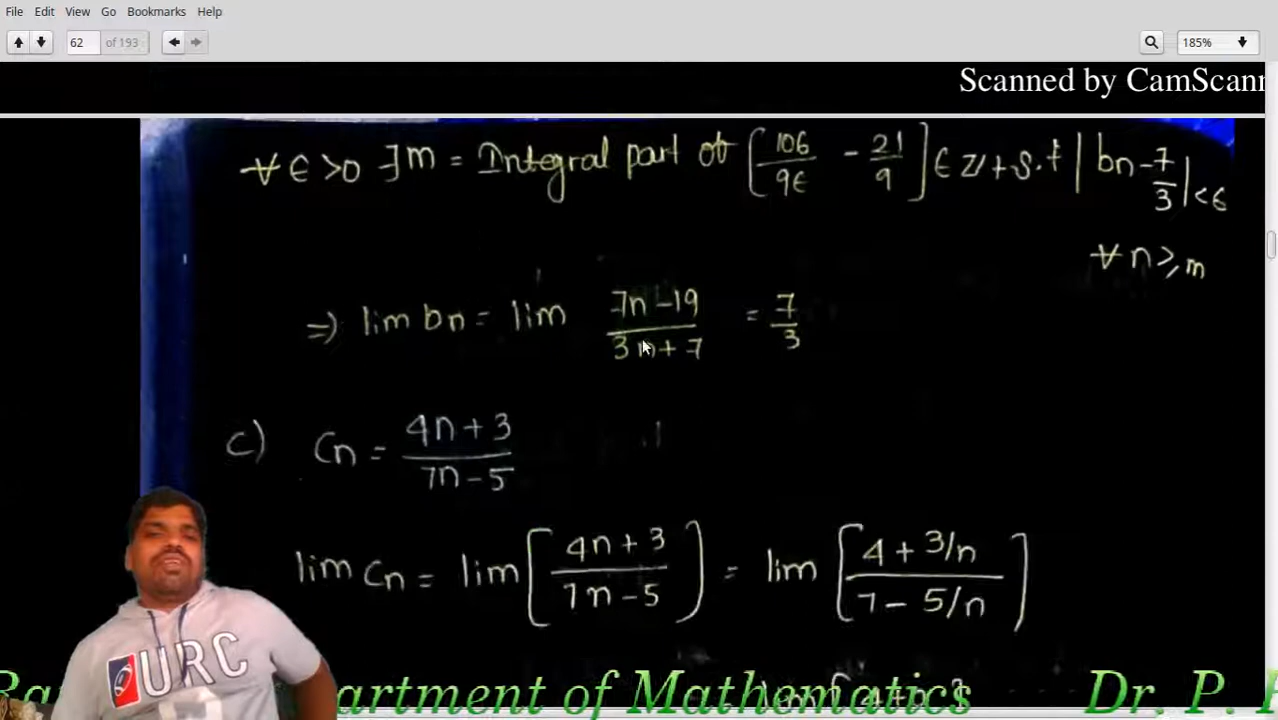 File Edit View Go Bookmarks Help
62 of 193 185%
Scanned by CamScann
∀ ϵ >0 ∃ m = Integral part of [106/9ϵ - 21/9] ∈ Z+ s.t | bn - 7/3 | < ϵ
∀ n ≥ m
⇒ lim bn = lim 7n - 19 / 3n + 7 = 7/3
c) Cn = 4n + 3 / 7n - 5
lim Cn = lim [4n + 3 / 7n - 5] = lim [4 + 3/n / 7 - 5/n]
URC
partment of Mathematics Dr. P.